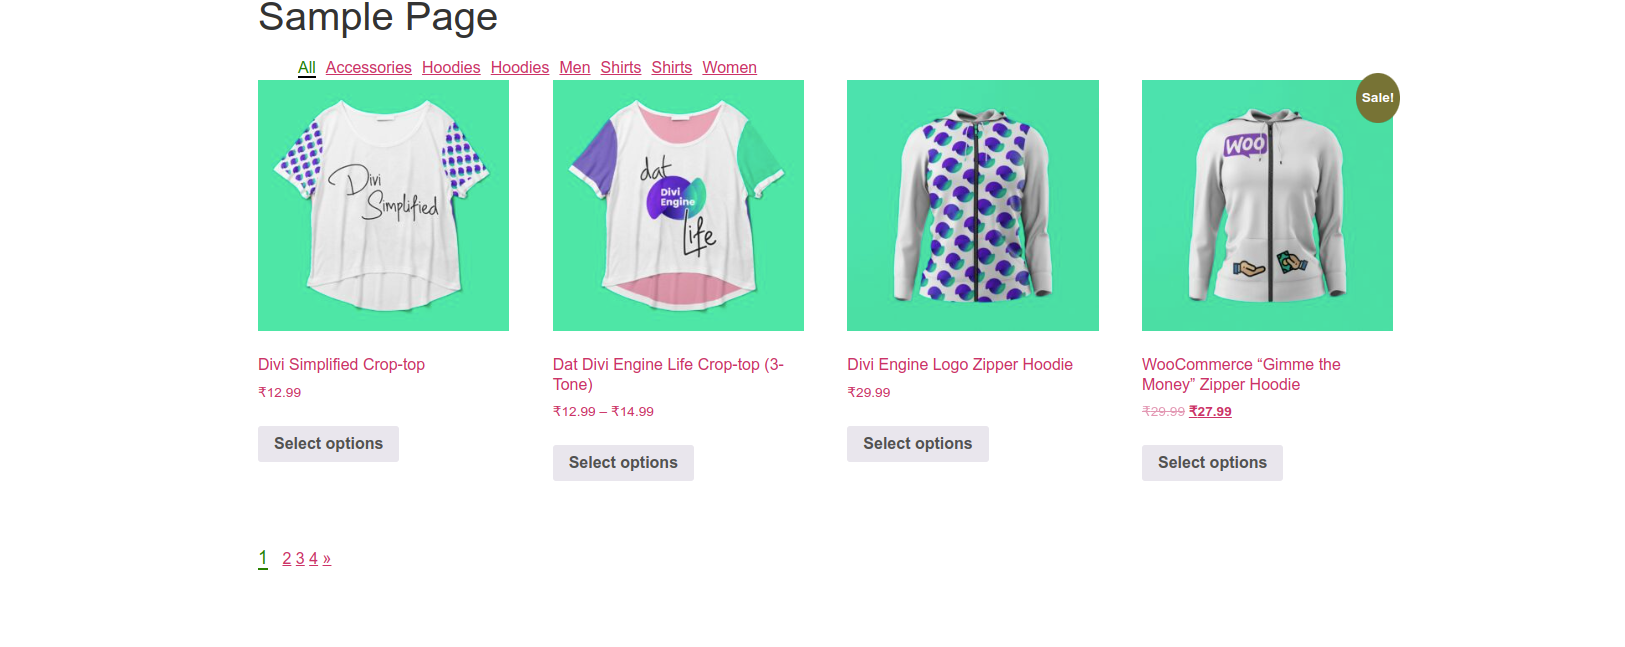 Sample Page
All Accessories Hoodies Hoodies Men Shirts Shirts Women
Divi
Simplified
dat
Divi
Engine
Life
WOO
Sale!
Divi Simplified Crop-top
₹12.99
Select options
Dat Divi Engine Life Crop-top (3-
Tone)
₹12.99 – ₹14.99
Select options
Divi Engine Logo Zipper Hoodie
₹29.99
Select options
WooCommerce “Gimme the
Money” Zipper Hoodie
₹29.99 ₹27.99
Select options
1 2 3 4 »